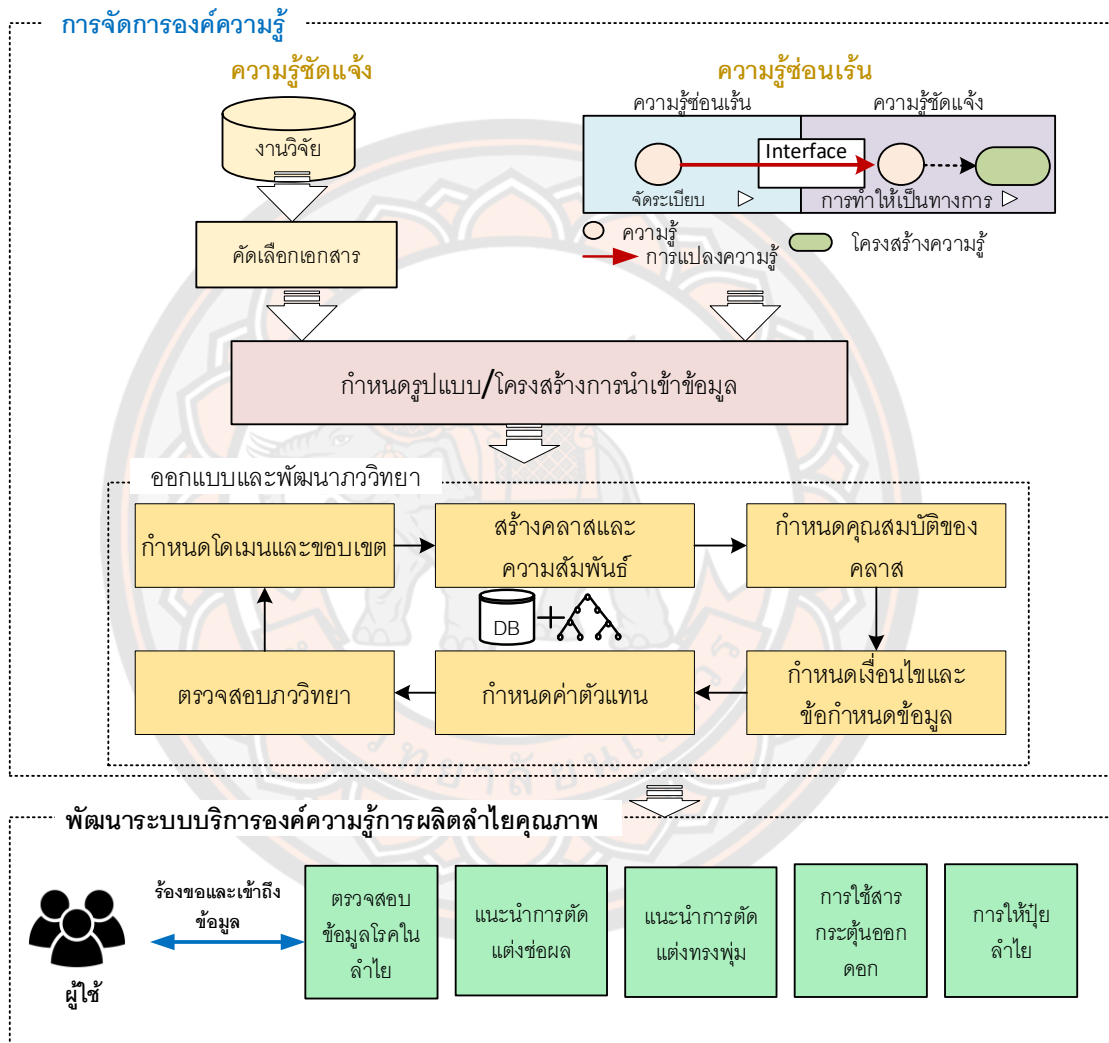 การจัดการองค์ความรู้
ความรู้ชัดแจ้ง
ความรู้ซ่อนเร้น
งานวิจัย
คัดเลือกเอกสาร
ความรู้ซ่อนเร้น
ความรู้ชัดแจ้ง
Interface
จัดระเบียบ
การทำให้เป็นทางการ
ความรู้
โครงสร้างความรู้
การแปลงความรู้
กำหนดรูปแบบ/โครงสร้างการนำเข้าข้อมูล
ออกแบบและพัฒนาภววิทยา
กำหนดโดเมนและขอบเขต
สร้างคลาสและ
ความสัมพันธ์
กำหนดคุณสมบัติของ
คลาส
DB
ตรวจสอบภววิทยา
กำหนดค่าตัวแทน
กำหนดเงื่อนไขและ
ข้อกำหนดข้อมูล
พัฒนาระบบบริการองค์ความรู้การผลิตลำไยคุณภาพ
ผู้ใช้
ร้องขอและเข้าถึง
ข้อมูล
ตรวจสอบ
ข้อมูลโรคใน
ลำไย
แนะนำการตัด
แต่งช่อผล
แนะนำการตัด
แต่งทรงพุ่ม
การใช้สาร
กระตุ้นออก
ดอก
การให้ปุ๋ย
ลำไย